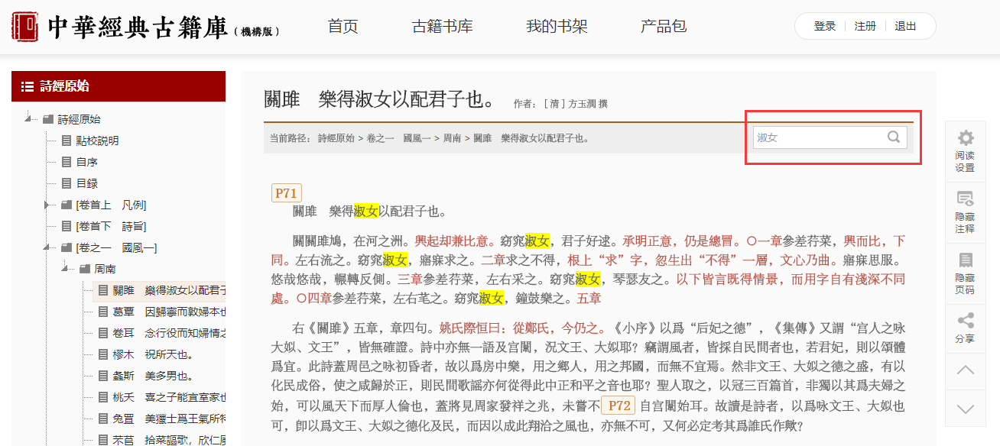 中華經典古籍庫（機構版）
首页 古籍书库 我的书架 产品包
登录 注册 退出
詩經原始
詩經原始
點校説明
自序
目録
[卷首上　凡例]
[卷首下　詩旨]
[卷之一　國風一]
周南
關雎　樂得淑女以配君子
葛覃　因歸寧而敦婦本也
卷耳　念行役而知婦情之
樛木　祝所天也。
螽斯　美多男也。
桃夭　喜之子能宜室家也
兔罝　美獵士爲王氣所特
芣苢　拾菜謳歌，欣仁風
關雎　樂得淑女以配君子也。 作者：［清］方玉潤 撰
当前路径： 詩經原始 > 卷之一　國風一 > 周南 > 關雎　樂得淑女以配君子也。
淑女
P71
關雎　樂得淑女以配君子也。
關關雎鳩，在河之洲。興起却兼比意。窈窕淑女，君子好逑。承明正意，仍是總冒。〇一章參差荇菜，興而比，下
同。左右流之。窈窕淑女，寤寐求之。二章求之不得，根上“求”字，忽生出“不得”一層，文心乃曲。寤寐思服。
悠哉悠哉，輾轉反側。三章參差荇菜，左右采之。窈窕淑女，琴瑟友之。以下皆言既得情景，而用字自有淺深不同
處。〇四章參差荇菜，左右芼之。窈窕淑女，鐘鼓樂之。五章
右《關雎》五章，章四句。姚氏際恒曰：從鄭氏，今仍之。《小序》以爲“后妃之德”，《集傳》又謂“宫人之咏
大姒、文王”，皆無確證。詩中亦無一語及宫闈，況文王、大姒耶？竊謂風者，皆採自民間者也，若君妃，則以頌體
爲宜。此詩蓋周邑之咏初昏者，故以爲房中樂，用之鄉人，用之邦國，而無不宜焉。然非文王、大姒之德之盛，有以
化民成俗，使之咸歸於正，則民間歌謡亦何從得此中正和平之音也耶？聖人取之，以冠三百篇首，非獨以其爲夫婦之
始，可以風天下而厚人倫也，蓋將見周家發祥之兆，未嘗不 P72 自宫闈始耳。故讀是詩者，以爲咏文王、大姒也
可，卽以爲文王、大姒之德化及民，而因以成此翔洽之風也，亦無不可，又何必定考其爲誰氏作歟？
阅读
设置
隐藏
注释
隐藏
页码
分享